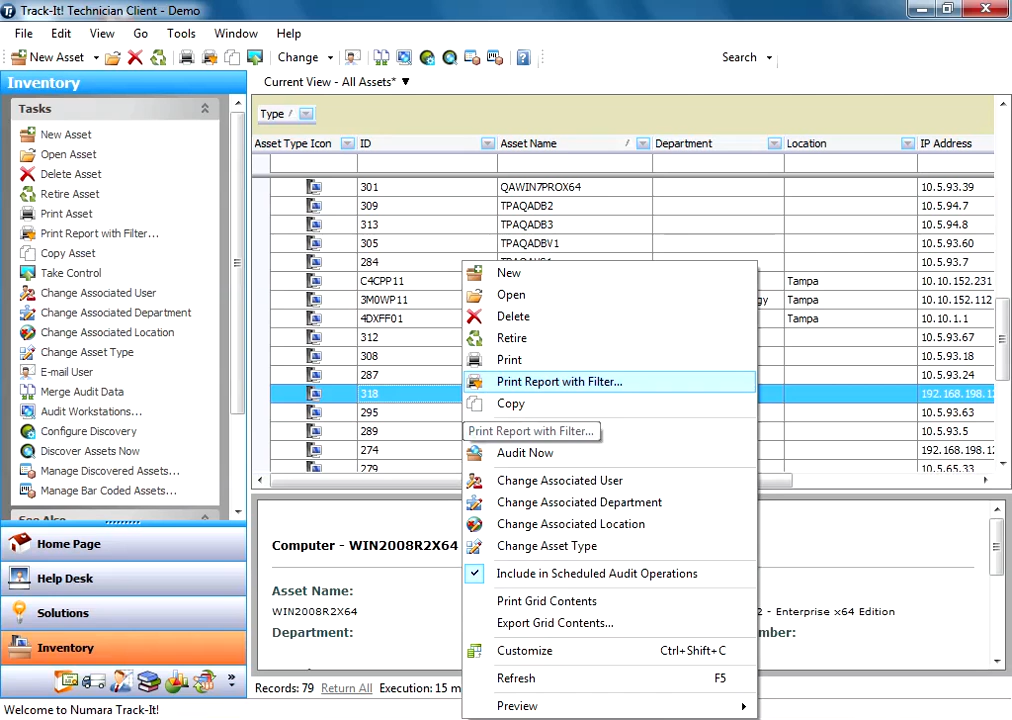 Track-It! Technician Client - Demo
File Edit View Go Tools Window Help
New Asset Change Search
Inventory
Current View - All Assets*
Tasks
New Asset
Open Asset
Delete Asset
Retire Asset
Print Asset
Print Report with Filter...
Copy Asset
Take Control
Change Associated User
Change Associated Department
Change Associated Location
Change Asset Type
E-mail User
Merge Audit Data
Audit Workstations...
Configure Discovery
Discover Assets Now
Manage Discovered Assets...
Manage Bar Coded Assets...
See Also
Home Page
Help Desk
Solutions
Inventory
Type /
Asset Type Icon ID Asset Name / Department Location IP Address
301 QAWIN7PROX64 10.5.93.39
309 TPAQADB2 10.5.94.7
313 TPAQADB3 10.5.94.8
305 TPAQADBV1 10.5.93.60
284 10.5.93.7
C4CPP11 Tampa 10.10.152.231
3M0WP11 gy Tampa 10.10.152.112
4DXFF01 Tampa 10.10.1.1
312 10.5.93.67
308 10.5.93.18
287 10.5.93.24
318 192.168.198.12
295 10.5.93.63
289 10.5.93.5
274 192.168.198.12
279 10.5.65.33
New
Open
Delete
Retire
Print
Print Report with Filter...
Copy
Print Report with Filter...
Audit Now
Change Associated User
Change Associated Department
Change Associated Location
Change Asset Type
Include in Scheduled Audit Operations
Print Grid Contents
Export Grid Contents...
Customize Ctrl+Shift+C
Refresh F5
Preview
Computer - WIN2008R2X64
Asset Name:
WIN2008R2X64 2 - Enterprise x64 Edition
Department: mber:
Records: 79 Return All Execution: 15 m
Welcome to Numara Track-It!